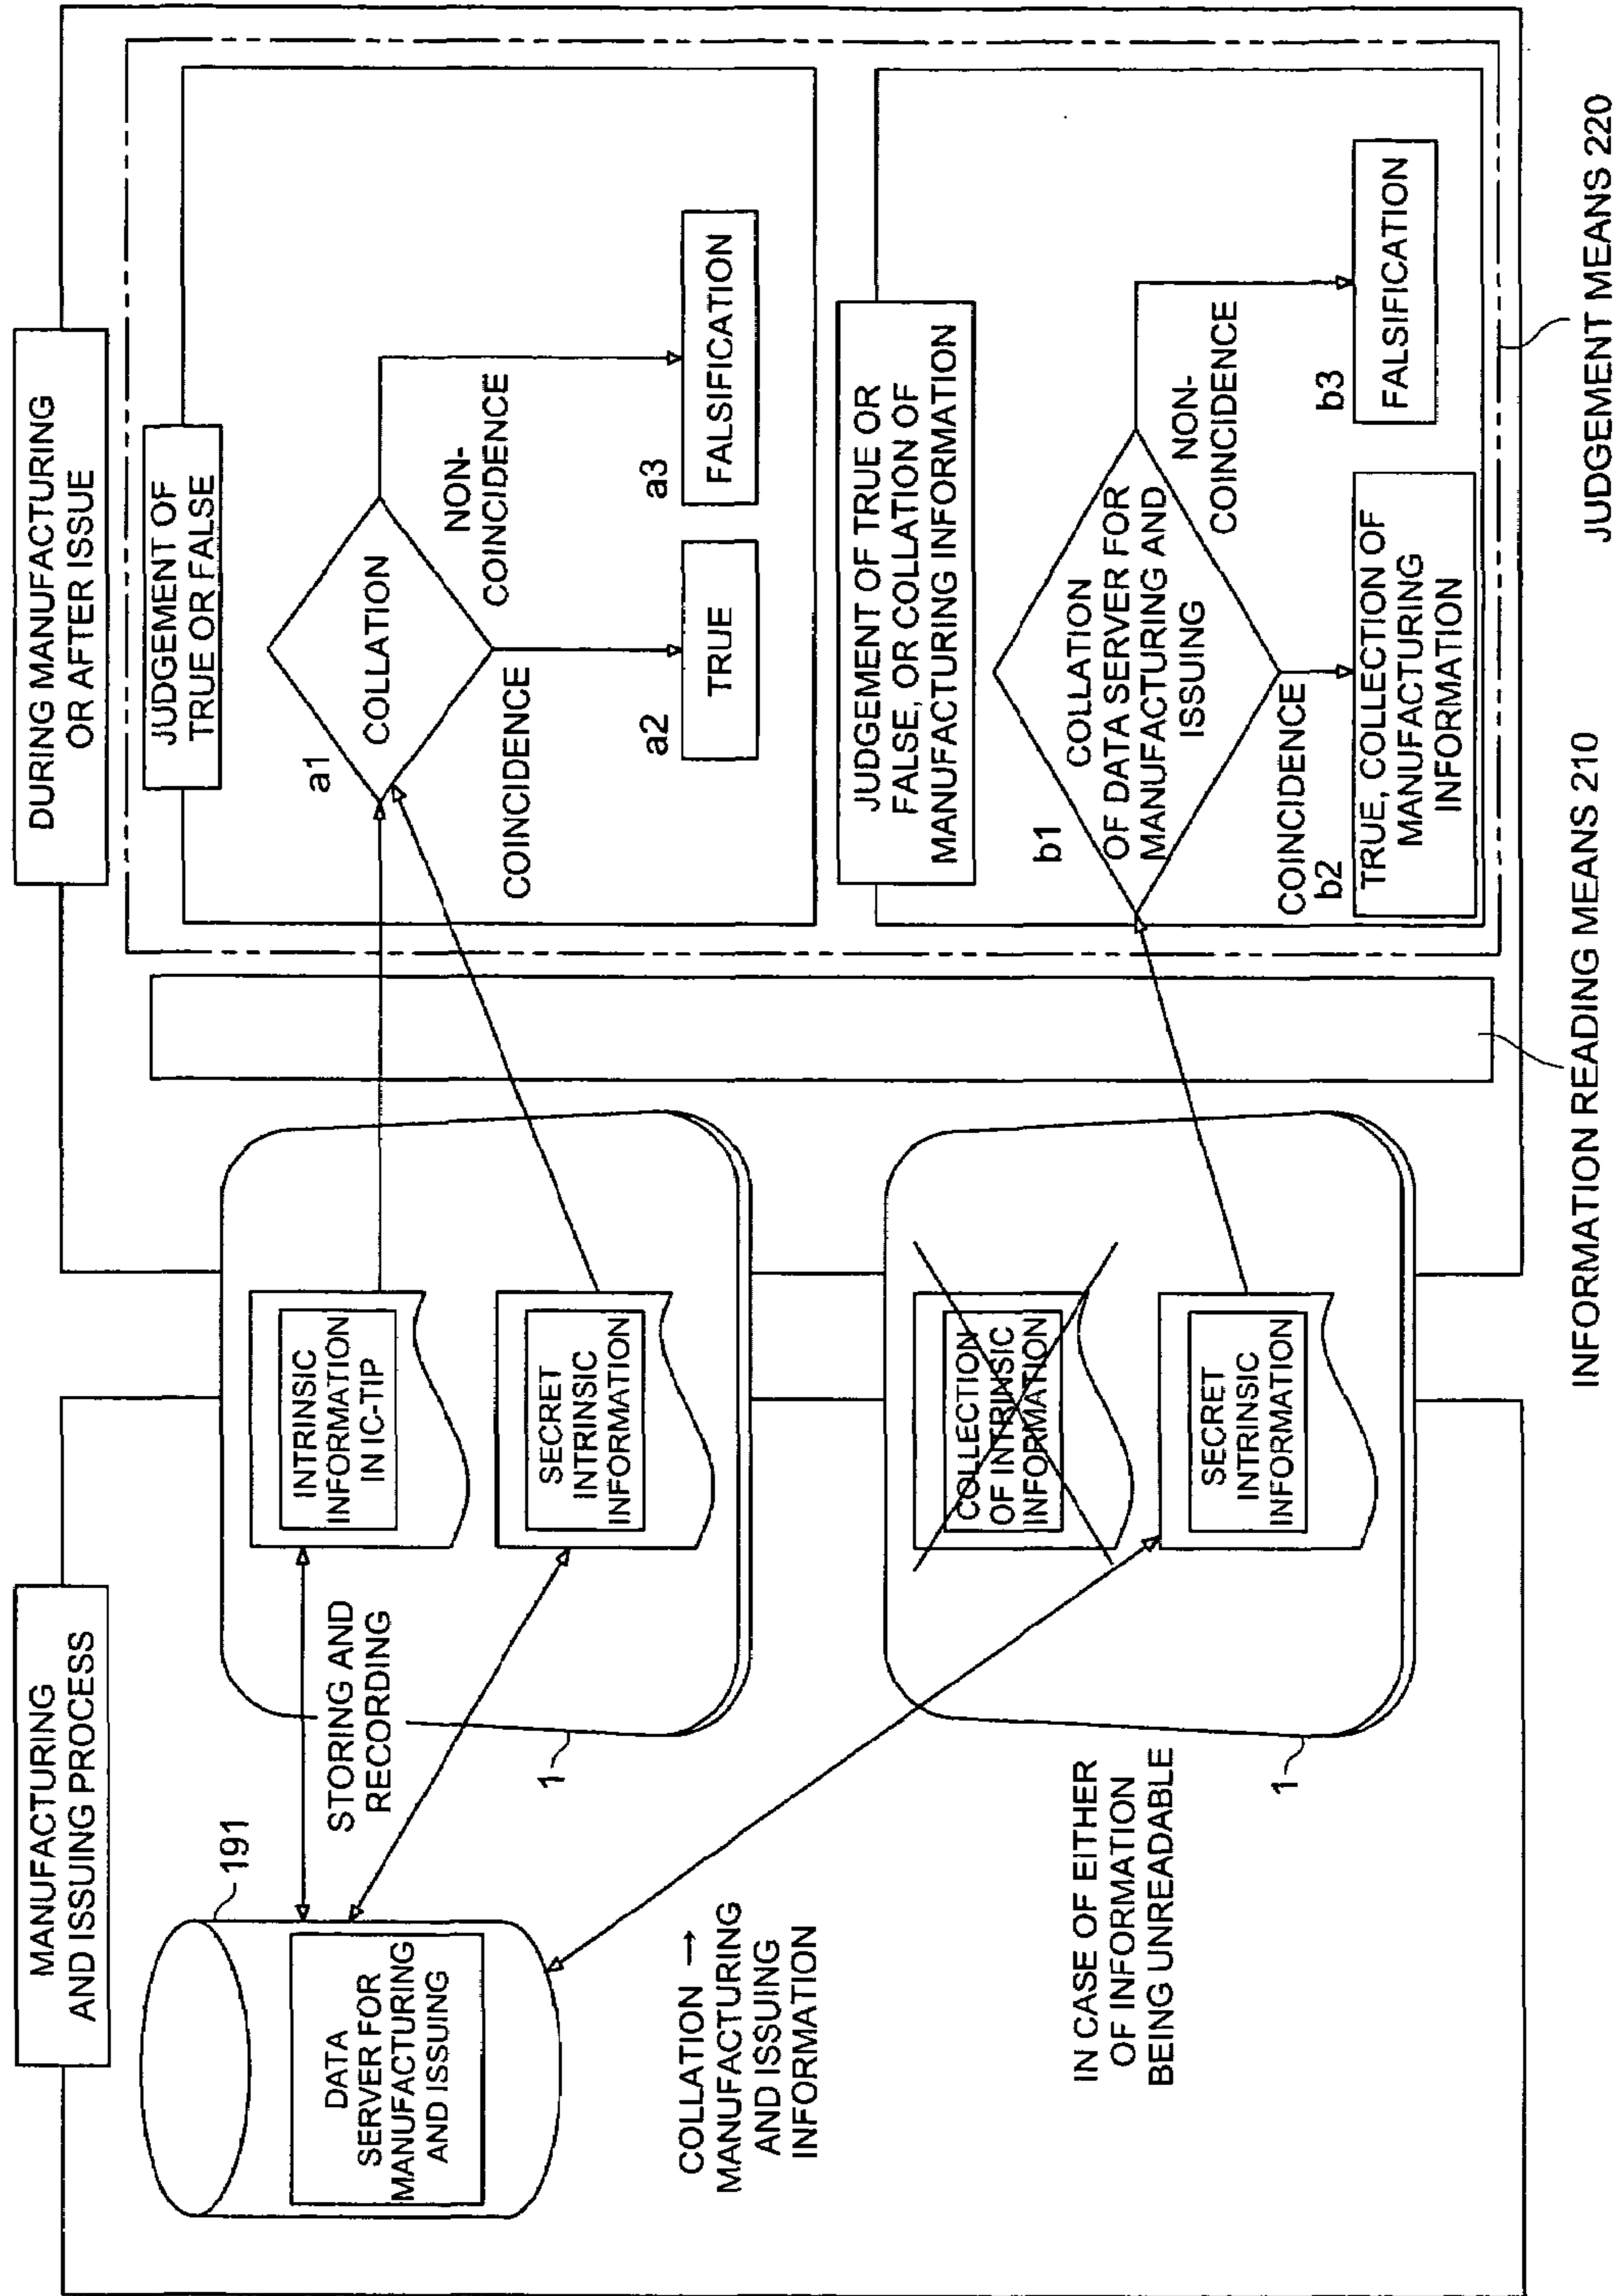 MANUFACTURING
AND ISSUING PROCESS
191
DATA
SERVER FOR
MANUFACTURING
AND ISSUING
STORING AND
RECORDING
COLLATION →
MANUFACTURING
AND ISSUING
INFORMATION
IN CASE OF EITHER
OF INFORMATION
BEING UNREADABLE
INTRINSIC
INFORMATION
IN IC-TIP
SECRET
INTRINSIC
INFORMATION
1
COLLECTION
OF INTRINSIC
INFORMATION
SECRET
INTRINSIC
INFORMATION
1
DURING MANUFACTURING
OR AFTER ISSUE
JUDGEMENT OF
TRUE OR FALSE
a1
COLLATION
COINCIDENCE
NON-
COINCIDENCE
a2
TRUE
a3
FALSIFICATION
JUDGEMENT OF TRUE OR
FALSE, OR COLLATION OF
MANUFACTURING INFORMATION
b1
COLLATION
OF DATA SERVER FOR
MANUFACTURING AND
ISSUING
COINCIDENCE
NON-
COINCIDENCE
b2
TRUE, COLLECTION OF
MANUFACTURING
INFORMATION
b3
FALSIFICATION
INFORMATION READING MEANS 210
JUDGEMENT MEANS 220